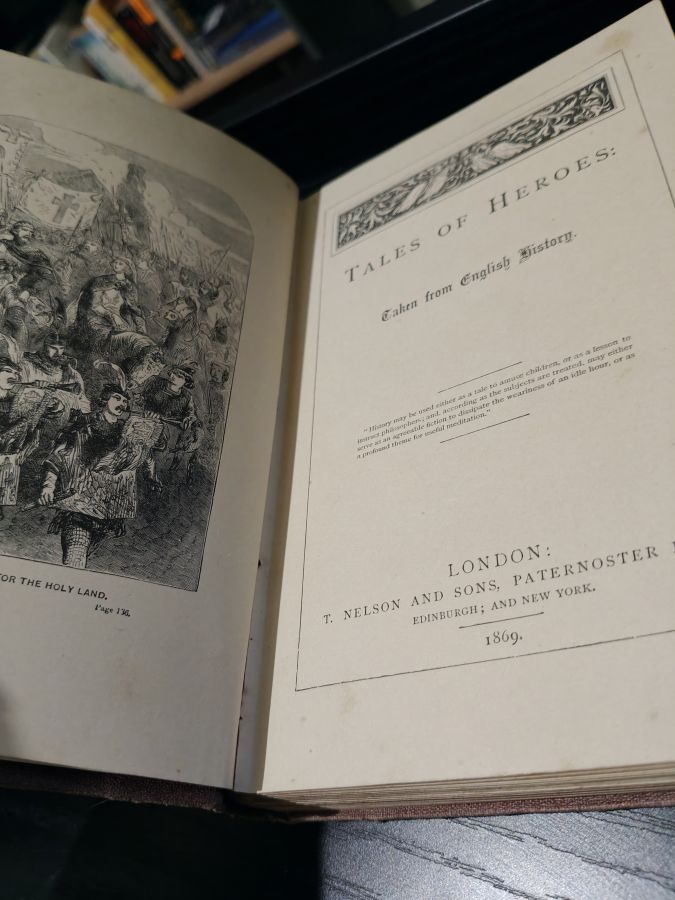 FOR THE HOLY LAND.
Page 136.
TALES OF HEROES:
Taken from English History.
"History may be used either as a tale to amuse children, or as a lesson to
instruct philosophers; and, according as the subjects are treated, may either
serve as an agreeable fiction to dissipate the weariness of an idle hour, or as
a profound theme for useful meditation."
LONDON:
T. NELSON AND SONS, PATERNOSTER
EDINBURGH; AND NEW YORK.
1869.